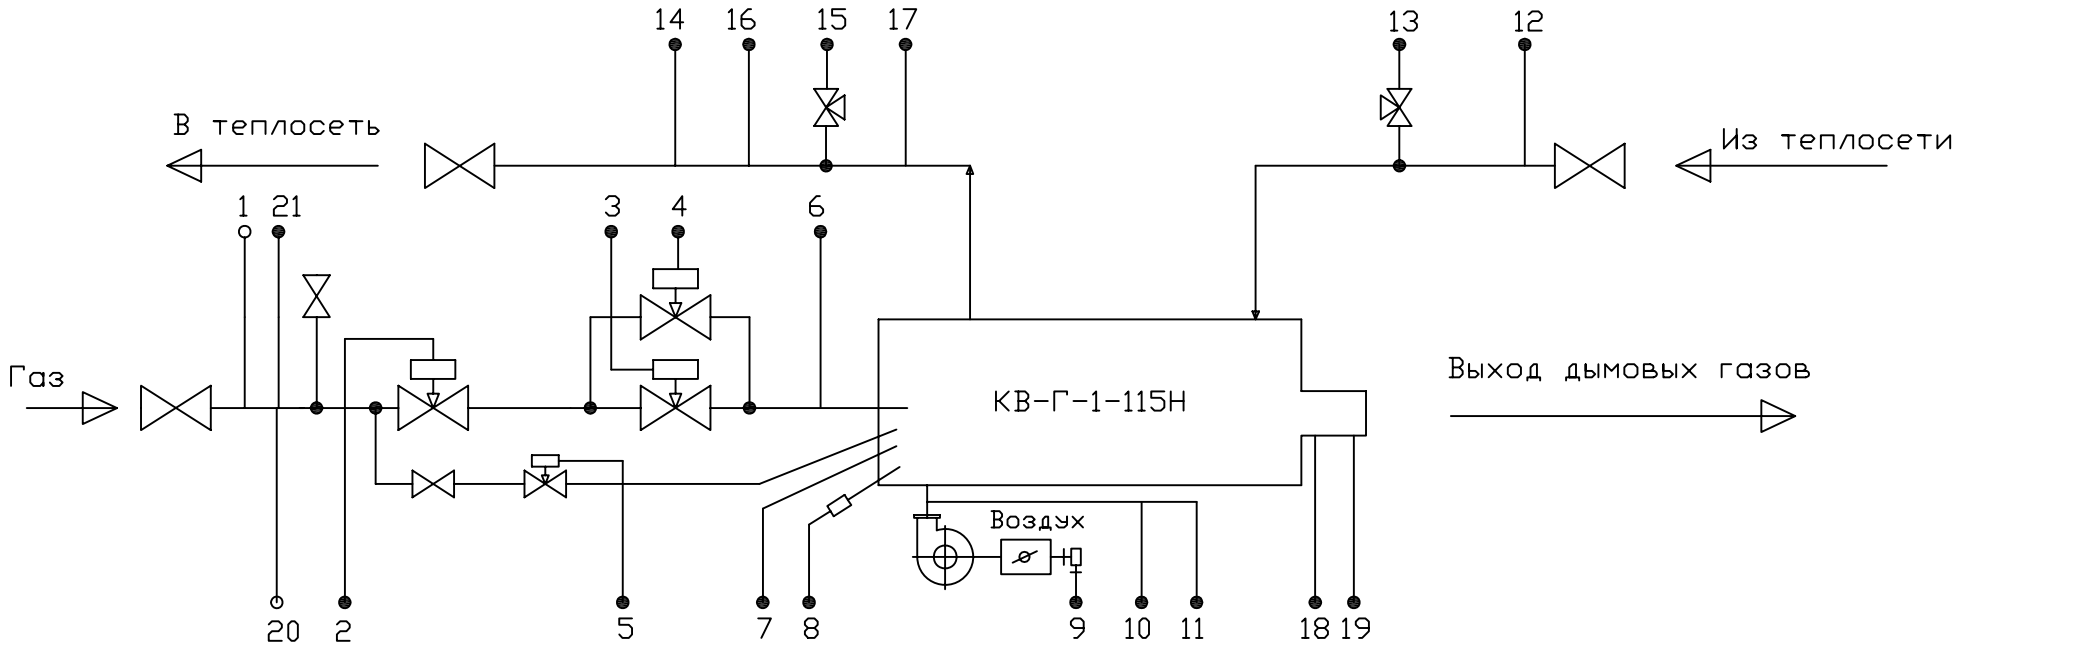 14 16 15 17 13 12
В теплосеть
Из теплосети
1 21 3 4 6
Газ
Выход дымовых газов
КВ-Г-1-115Н
Воздух
20 2 5 7 8 9 10 11 18 19